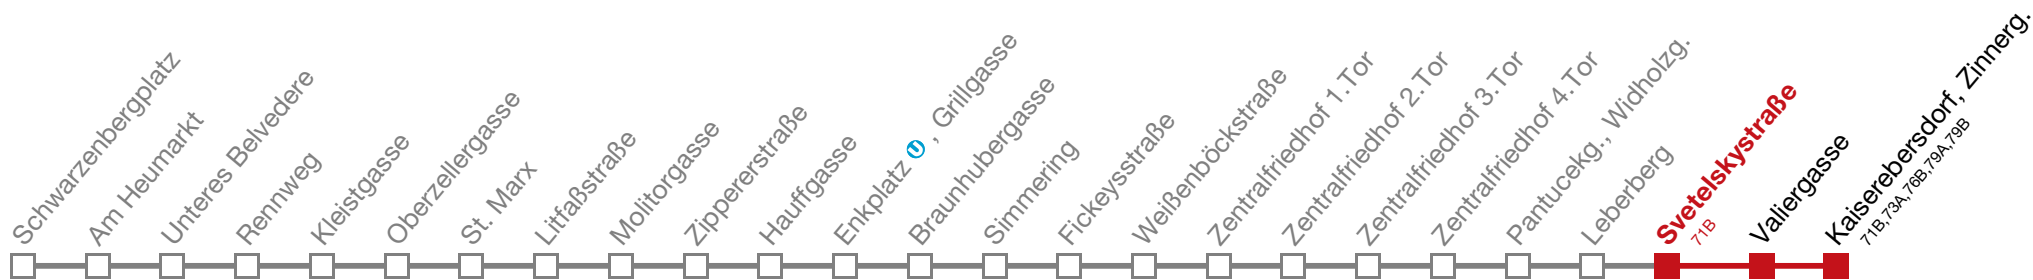 Schwarzenbergplatz
Am Heumarkt
Unteres Belvedere
Rennweg
Kleistgasse
Oberzellergasse
St. Marx
Litfaßstraße
Molitorgasse
Zippererstraße
Hauffgasse
Enkplatz U , Grillgasse
Braunhubergasse
Simmering
Fickeysstraße
Weißenböckstraße
Zentralfriedhof 1.Tor
Zentralfriedhof 2.Tor
Zentralfriedhof 3.Tor
Zentralfriedhof 4.Tor
Pantucekg., Widholzg.
Leberberg
Svetelskystraße
71B
Valiergasse
Kaiserebersdorf, Zinnerg.
71B,73A,76B,79A,79B